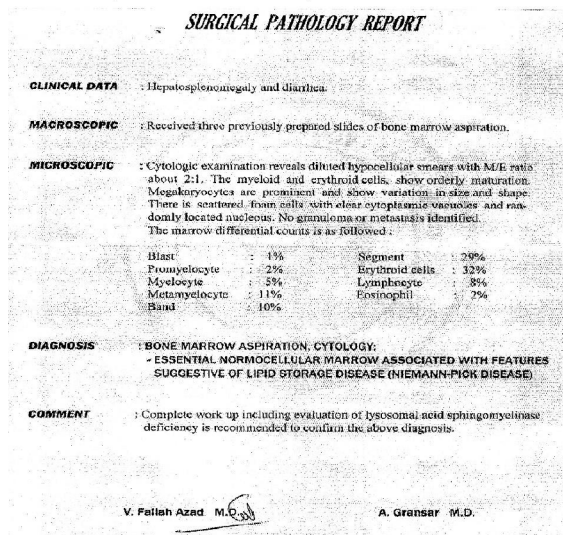 SURGICAL PATHOLOGY REPORT
CLINICAL DATA : Hepatosplenomegaly and diarrhea.
MACROSCOPIC : Received three previously prepared slides of bone marrow aspiration.
MICROSCOPIC : Cytologic examination reveals diluted hypocellular smears with M/E ratio
about 2:1. The myeloid and erythroid cells, show orderly maturation.
Megakaryocytes are prominent and show variation in size and shape.
There is scattered foam cells with clear cytoplasmic vacuoles and ran-
domly located nucleous. No granuloma or metastasis identified.
The marrow differential counts is as followed :
Blast : 1% Segment : 29%
Promyelocyte : 2% Erythroid cells : 32%
Myelocyte : 5% Lymphocyte : 8%
Metamyelocyte : 11% Eosinophil : 2%
Band : 10%
DIAGNOSIS : BONE MARROW ASPIRATION, CYTOLOGY:
- ESSENTIAL NORMOCELLULAR MARROW ASSOCIATED WITH FEATURES
SUGGESTIVE OF LIPID STORAGE DISEASE (NIEMANN-PICK DISEASE)
COMMENT : Complete work up including evaluation of lysosomal acid sphingomyelinase
deficiency is recommended to confirm the above diagnosis.
V. Fallah Azad M.D. A. Gransar M.D.